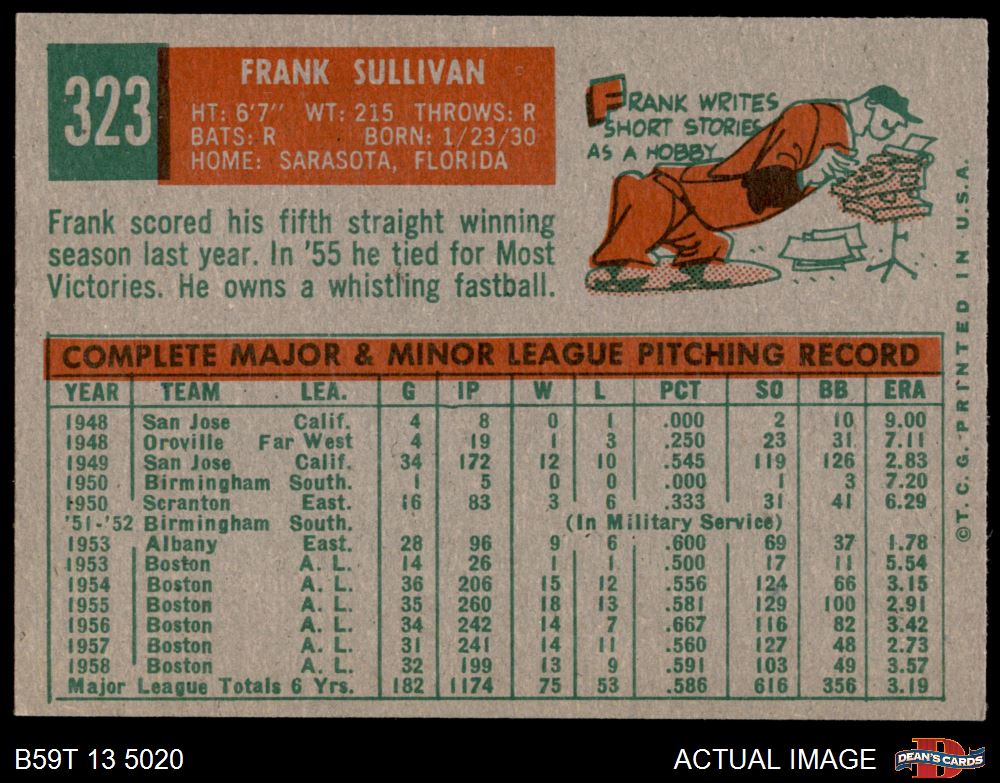 323
FRANK SULLIVAN
HT: 6'7" WT: 215 THROWS: R
BATS: R BORN: 1/23/30
HOME: SARASOTA, FLORIDA
FRANK WRITES
SHORT STORIES
AS A HOBBY
Frank scored his fifth straight winning
season last year. In '55 he tied for Most
Victories. He owns a whistling fastball.
COMPLETE MAJOR & MINOR LEAGUE PITCHING RECORD
YEAR TEAM LEA. G IP W L PCT SO BB ERA
1948 San Jose Calif. 4 8 0 1 .000 2 10 9.00
1948 Oroville Far West 4 19 1 3 .250 23 31 7.11
1949 San Jose Calif. 34 172 12 10 .545 119 126 2.83
1950 Birmingham South. 1 5 0 0 .000 1 3 7.20
1950 Scranton East. 16 83 3 6 .333 31 41 6.29
'51-'52 Birmingham South. (In Military Service)
1953 Albany East. 28 96 9 6 .600 69 37 1.78
1953 Boston A. L. 14 26 1 1 .500 17 11 5.54
1954 Boston A. L. 36 206 15 12 .556 124 66 3.15
1955 Boston A. L. 35 260 18 13 .581 129 100 2.91
1956 Boston A. L. 34 242 14 7 .667 116 82 3.42
1957 Boston A. L. 31 241 14 11 .560 127 48 2.73
1958 Boston A. L. 32 199 13 9 .591 103 49 3.57
Major League Totals 6 Yrs. 182 1174 75 53 .586 616 356 3.19
©T. C. G. PRINTED IN U.S.A.
B59T 13 5020
ACTUAL IMAGE
D
DEAN'S CARDS